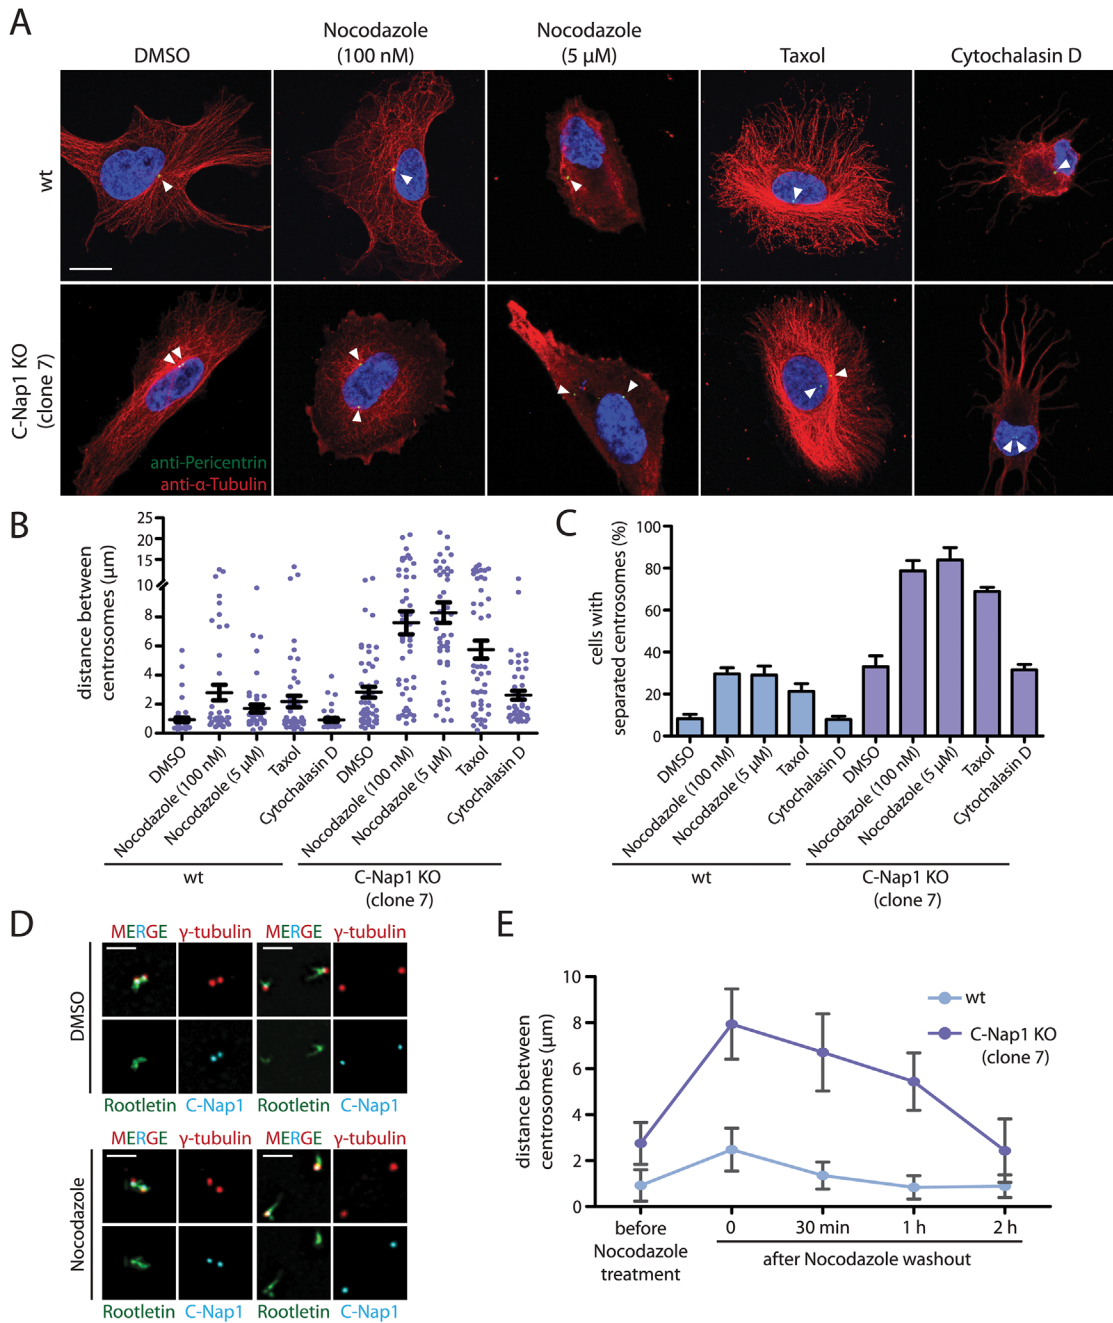 A
DMSO
Nocodazole
(100 nM)
Nocodazole
(5 µM)
Taxol
Cytochalasin D
wt
C-Nap1 KO
(clone 7)
anti-Pericentrin
anti-α-Tubulin
B
distance between
centrosomes (µm)
25
20
15
10
8
6
4
2
0
DMSO
Nocodazole (100 nM)
Nocodazole (5 µM)
Taxol
Cytochalasin D
DMSO
Nocodazole (100 nM)
Nocodazole (5 µM)
Taxol
Cytochalasin D
wt
C-Nap1 KO
(clone 7)
C
cells with
separated centrosomes (%)
100
80
60
40
20
0
DMSO
Nocodazole (100 nM)
Nocodazole (5 µM)
Taxol
Cytochalasin D
DMSO
Nocodazole (100 nM)
Nocodazole (5 µM)
Taxol
Cytochalasin D
wt
C-Nap1 KO
(clone 7)
D
MERGE γ-tubulin MERGE γ-tubulin
DMSO
Rootletin C-Nap1 Rootletin C-Nap1
MERGE γ-tubulin MERGE γ-tubulin
Nocodazole
Rootletin C-Nap1 Rootletin C-Nap1
E
distance between
centrosomes (µm)
10
8
6
4
2
0
wt
C-Nap1 KO
(clone 7)
before
Nocodazole
treatment
0 30 min 1 h 2 h
after Nocodazole washout